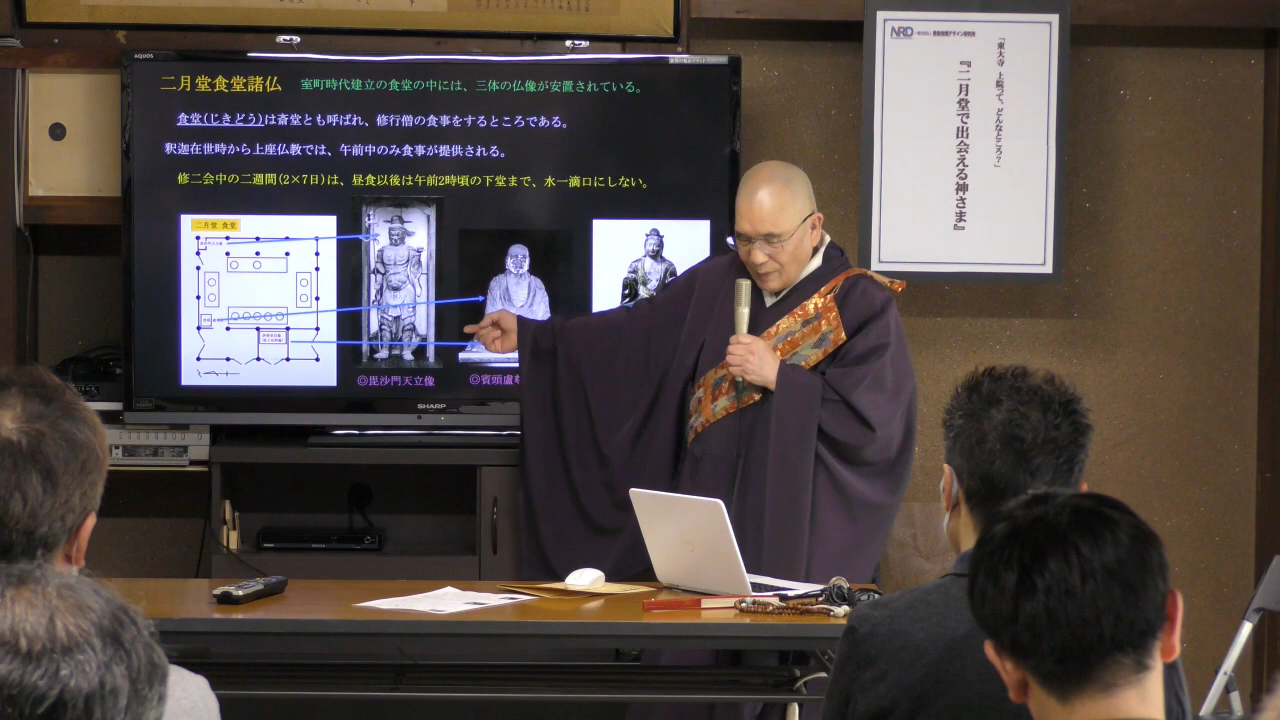 AQUOS
二月堂食堂諸仏 室町時代建立の食堂の中には、三体の仏像が安置されている。
食堂(じきどう)は斎堂とも呼ばれ、修行僧の食事をするところである。
釈迦在世時から上座仏教では、午前中のみ食事が提供される。
修二会中の二週間(2×7日)は、昼食以後は午前2時頃の下堂まで、水一滴口にしない。
二月堂 食堂
◎毘沙門天立像
◎賓頭盧尊
SHARP
NRD
『東大寺 上院って、どんなところ？』
『二月堂で出会える神さま』